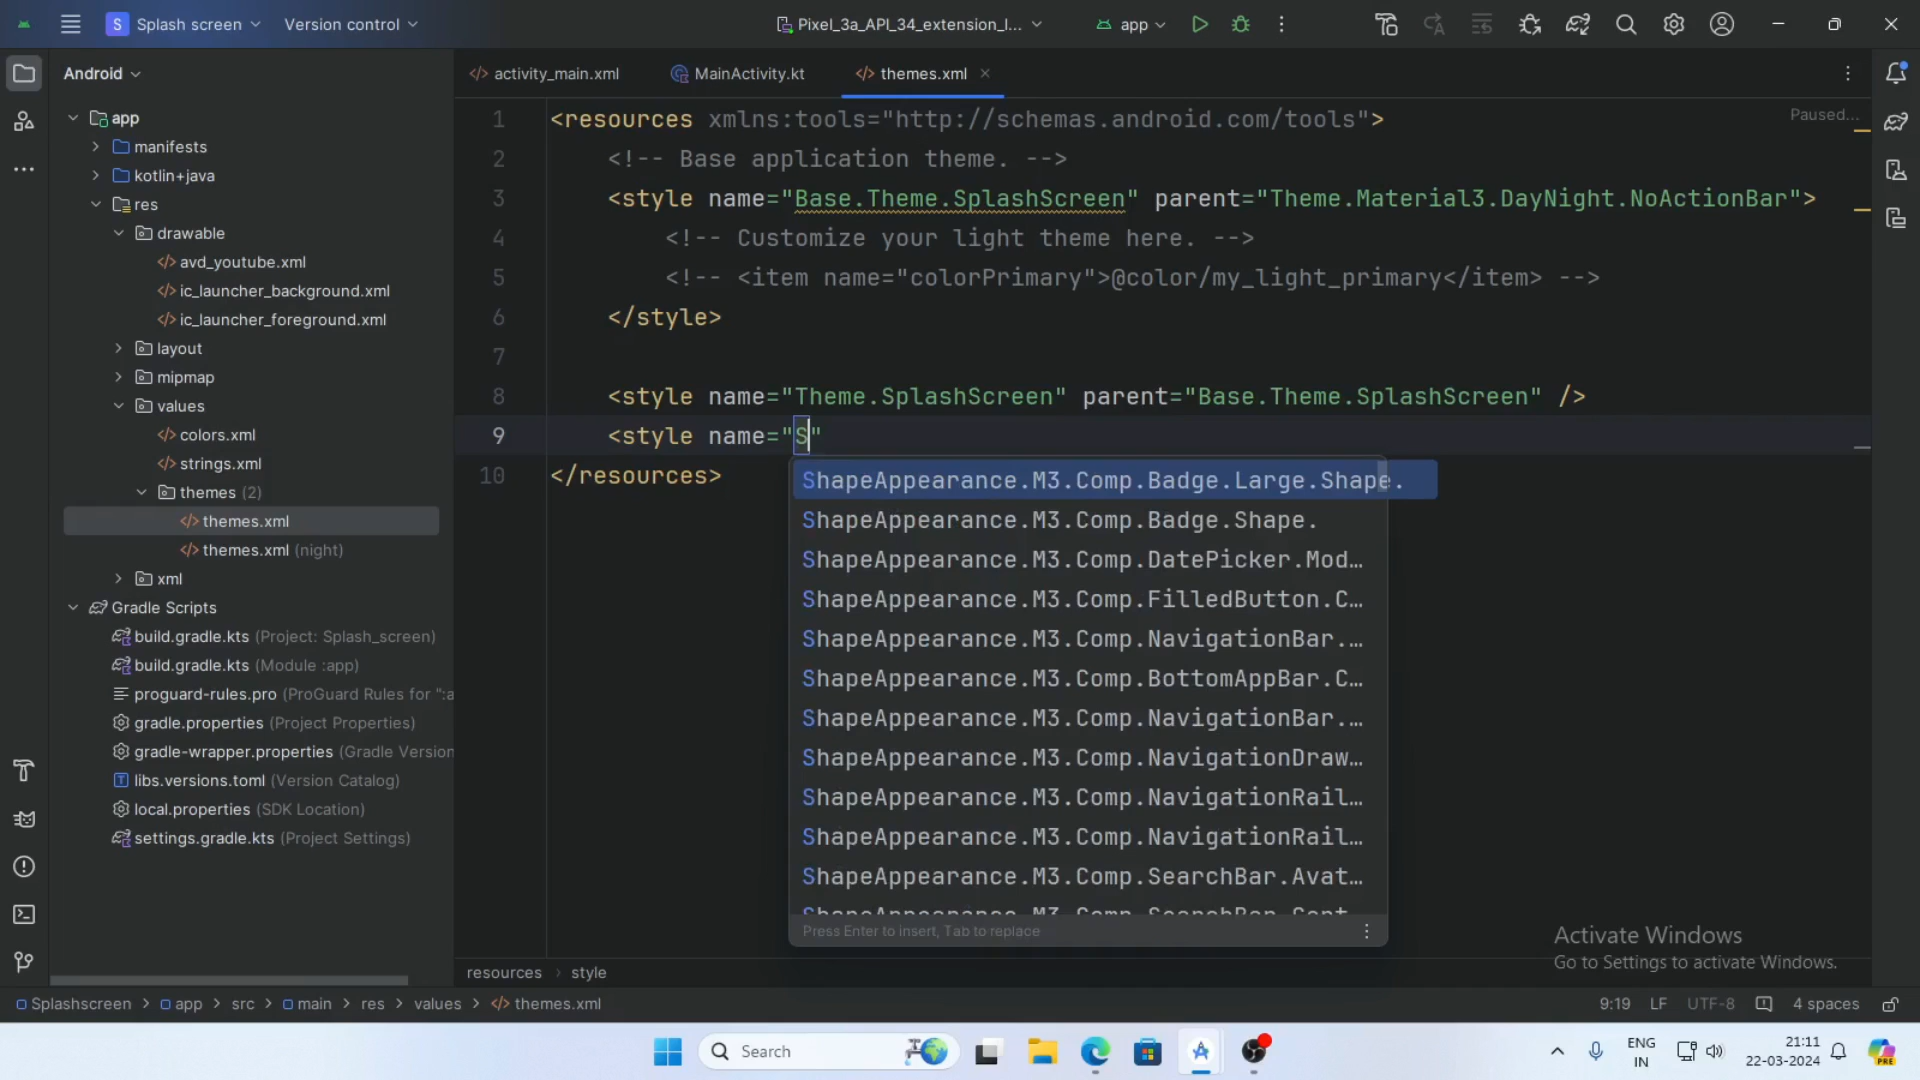 S Splash screen Version control Pixel_3a_API_34_extension_l... app
Android
activity_main.xml MainActivity.kt themes.xml
app
manifests
kotlin+java
res
drawable
avd_youtube.xml
ic_launcher_background.xml
ic_launcher_foreground.xml
layout
mipmap
values
colors.xml
strings.xml
themes (2)
themes.xml
themes.xml (night)
xml
Gradle Scripts
build.gradle.kts (Project: Splash_screen)
build.gradle.kts (Module :app)
proguard-rules.pro (ProGuard Rules for ":a
gradle.properties (Project Properties)
gradle-wrapper.properties (Gradle Version
libs.versions.toml (Version Catalog)
local.properties (SDK Location)
settings.gradle.kts (Project Settings)
Paused...
1 <resources xmlns:tools="http://schemas.android.com/tools">
2 <!-- Base application theme. -->
3 <style name="Base.Theme.SplashScreen" parent="Theme.Material3.DayNight.NoActionBar">
4 <!-- Customize your light theme here. -->
5 <!-- <item name="colorPrimary">@color/my_light_primary</item> -->
6 </style>
7
8 <style name="Theme.SplashScreen" parent="Base.Theme.SplashScreen" />
9 <style name="S"
10 </resources>
ShapeAppearance.M3.Comp.Badge.Large.Shape.
ShapeAppearance.M3.Comp.Badge.Shape.
ShapeAppearance.M3.Comp.DatePicker.Mod…
ShapeAppearance.M3.Comp.FilledButton.C…
ShapeAppearance.M3.Comp.NavigationBar.…
ShapeAppearance.M3.Comp.BottomAppBar.C…
ShapeAppearance.M3.Comp.NavigationBar.…
ShapeAppearance.M3.Comp.NavigationDraw…
ShapeAppearance.M3.Comp.NavigationRail…
ShapeAppearance.M3.Comp.NavigationRail…
ShapeAppearance.M3.Comp.SearchBar.Avat…
ShapeAppearance.M3.Comp.SearchBar.Cont…
Press Enter to insert, Tab to replace
Activate Windows
Go to Settings to activate Windows.
resources > style
Splashscreen > app > src > main > res > values > themes.xml 9:19 LF UTF-8 4 spaces
Search
ENG
IN
21:11
22-03-2024
PRE